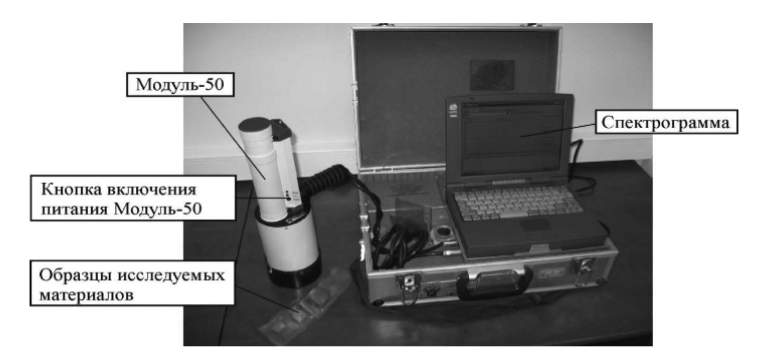 Модуль-50
Спектрограмма
Кнопка включения
питания Модуль-50
Образцы исследуемых
материалов